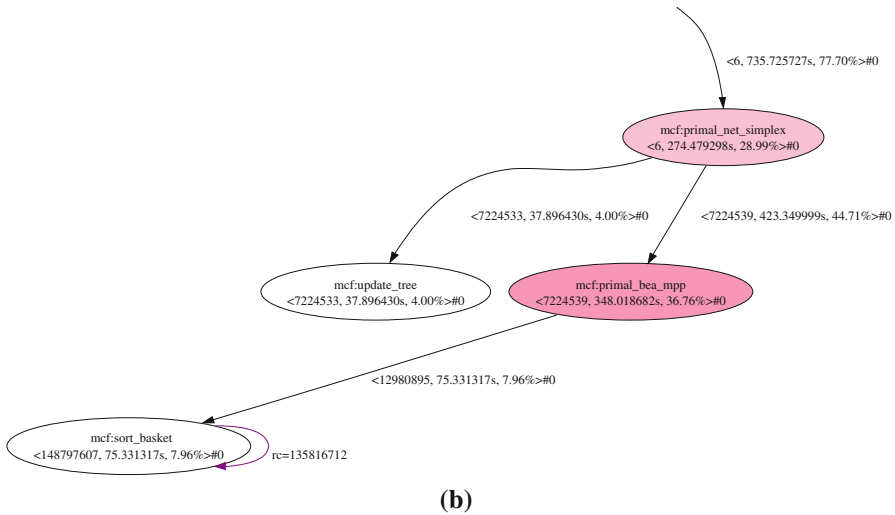 <6, 735.725727s, 77.70%>#0
mcf:primal_net_simplex
<6, 274.479298s, 28.99%>#0
<7224533, 37.896430s, 4.00%>#0
<7224539, 423.349999s, 44.71%>#0
mcf:update_tree
<7224533, 37.896430s, 4.00%>#0
mcf:primal_bea_mpp
<7224539, 348.018682s, 36.76%>#0
<12980895, 75.331317s, 7.96%>#0
mcf:sort_basket
<148797607, 75.331317s, 7.96%>#0
rc=135816712
(b)